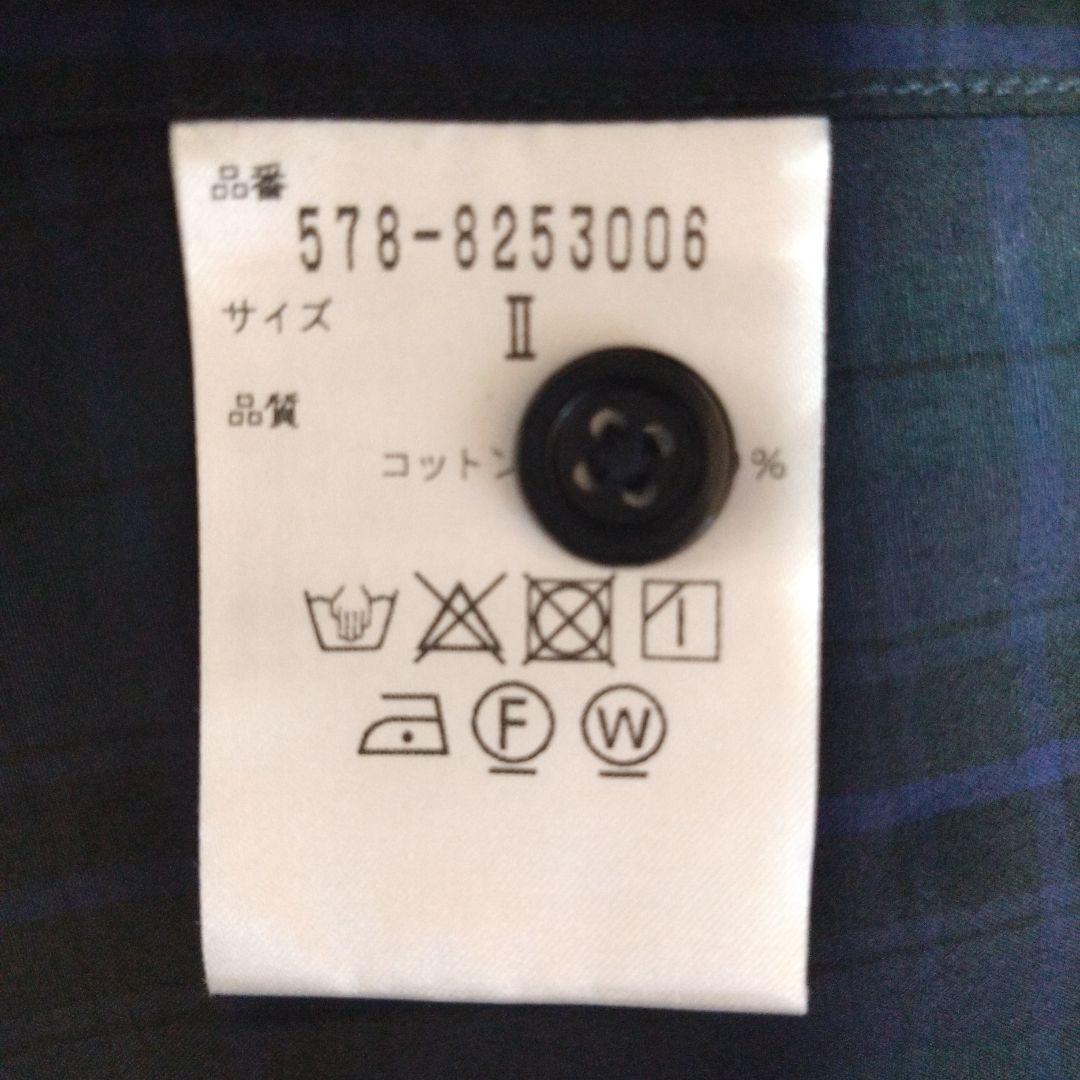 品番
578-8253006
サイズ II
品質
コットン %
F W